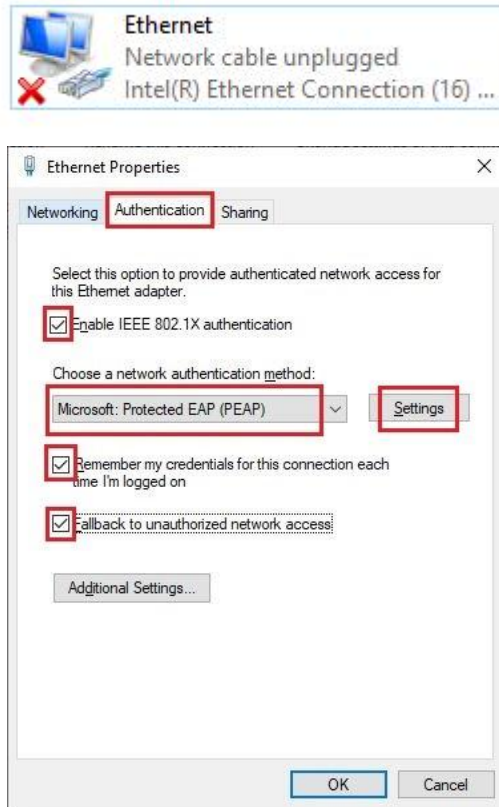 Ethernet
Network cable unplugged
Intel(R) Ethernet Connection (16) ...
Ethernet Properties
Networking Authentication Sharing
Select this option to provide authenticated network access for
this Ethernet adapter.
Enable IEEE 802.1X authentication
Choose a network authentication method:
Microsoft: Protected EAP (PEAP) Settings
Remember my credentials for this connection each
time I'm logged on
Fallback to unauthorized network access
Additional Settings...
OK Cancel